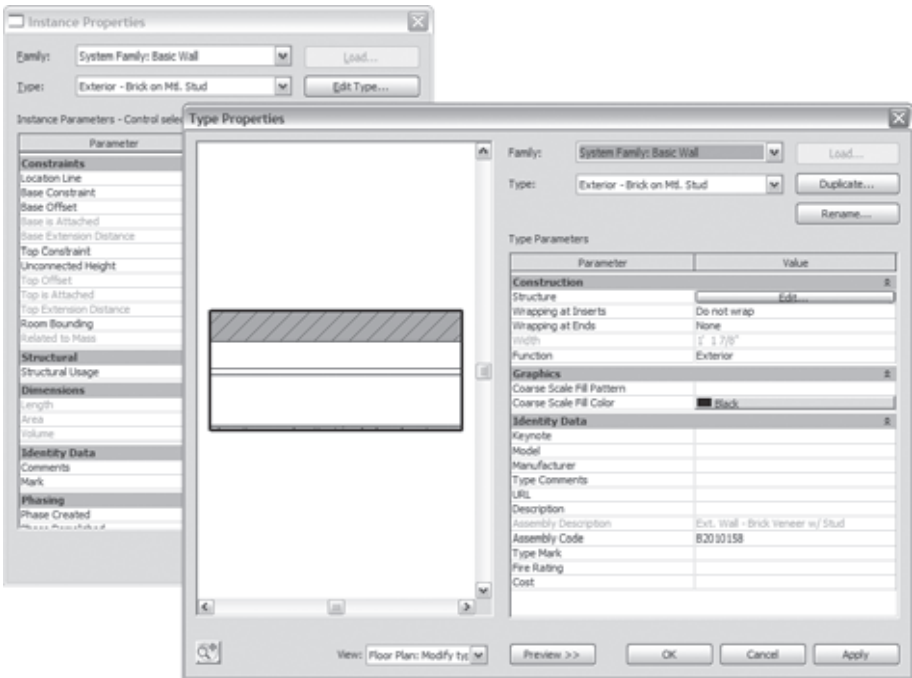 Instance Properties
Family: System Family: Basic Wall Load...
Type: Exterior - Brick on Mtl. Stud Edit Type...
Instance Parameters - Control selec
Parameter
Constraints
Location Line
Base Constraint
Base Offset
Base is Attached
Base Extension Distance
Top Constraint
Unconnected Height
Top Offset
Top is Attached
Top Extension Distance
Room Bounding
Related to Mass
Structural
Structural Usage
Dimensions
Length
Area
Volume
Identity Data
Comments
Mark
Phasing
Phase Created
Type Properties
Family: System Family: Basic Wall Load...
Type: Exterior - Brick on Mtl. Stud Duplicate...
Rename...
Type Parameters
Parameter Value
Construction
Structure Edit...
Wrapping at Inserts Do not wrap
Wrapping at Ends None
Width 1' 1 7/8"
Function Exterior
Graphics
Coarse Scale Fill Pattern
Coarse Scale Fill Color Black
Identity Data
Keynote
Model
Manufacturer
Type Comments
URL
Description
Assembly Description Ext. Wall - Brick Veneer w/ Stud
Assembly Code B2010158
Type Mark
Fire Rating
Cost
View: Floor Plan: Modify typ Preview >> OK Cancel Apply